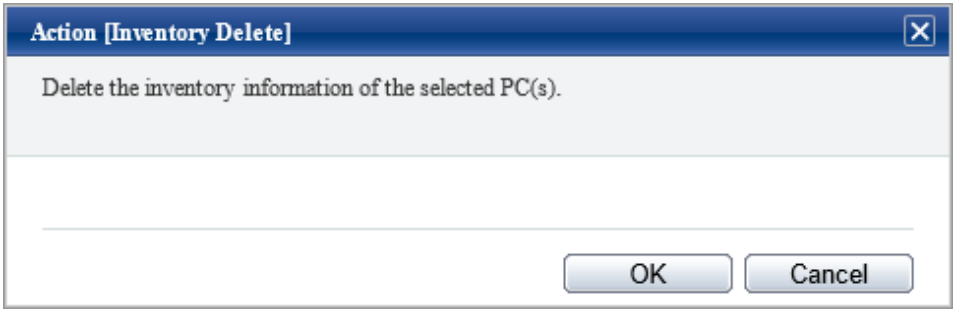 Action [Inventory Delete]
Delete the inventory information of the selected PC(s).
OK Cancel